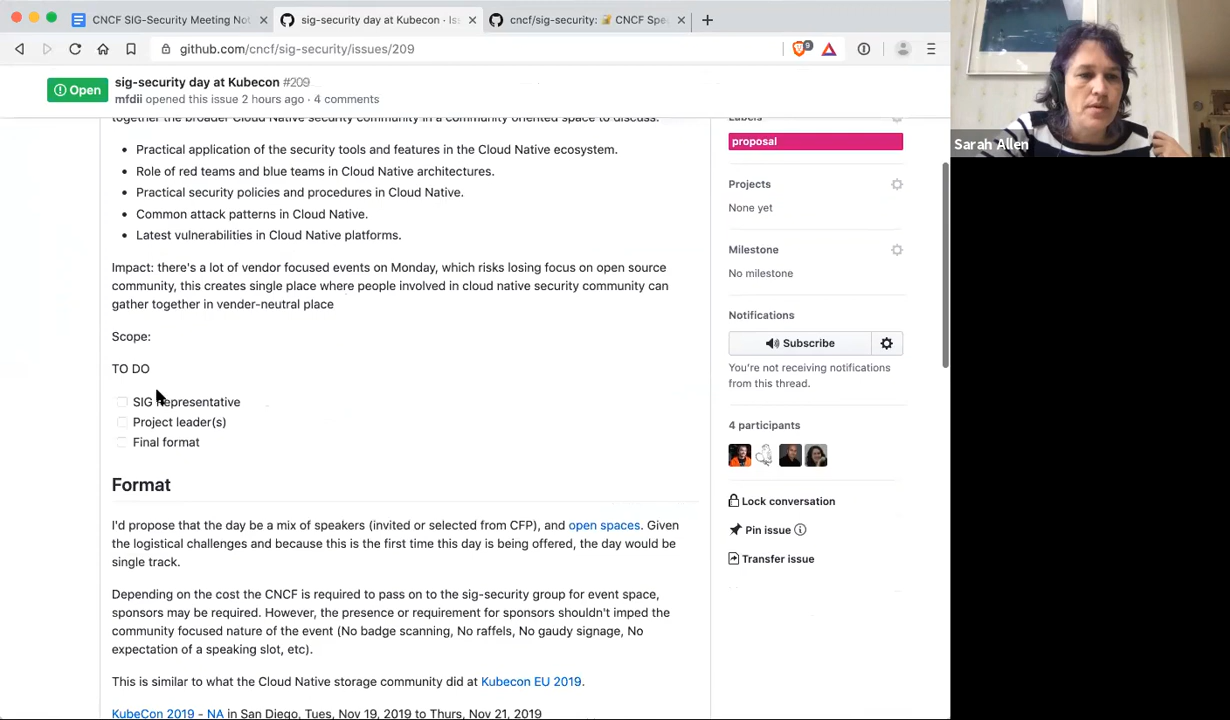 CNCF SIG-Security Meeting Not
sig-security day at Kubecon · Iss
cncf/sig-security: CNCF Spe
github.com/cncf/sig-security/issues/209
9
Open
sig-security day at Kubecon #209
mfdii opened this issue 2 hours ago · 4 comments
together the broader Cloud Native security community in a community oriented space to discuss:
Practical application of the security tools and features in the Cloud Native ecosystem.
Role of red teams and blue teams in Cloud Native architectures.
Practical security policies and procedures in Cloud Native.
Common attack patterns in Cloud Native.
Latest vulnerabilities in Cloud Native platforms.
Impact: there's a lot of vendor focused events on Monday, which risks losing focus on open source
community, this creates single place where people involved in cloud native security community can
gather together in vender-neutral place
Scope:
TO DO
SIG Representative
Project leader(s)
Final format
Format
I'd propose that the day be a mix of speakers (invited or selected from CFP), and open spaces. Given
the logistical challenges and because this is the first time this day is being offered, the day would be
single track.
Depending on the cost the CNCF is required to pass on to the sig-security group for event space,
sponsors may be required. However, the presence or requirement for sponsors shouldn't imped the
community focused nature of the event (No badge scanning, No raffels, No gaudy signage, No
expectation of a speaking slot, etc).
This is similar to what the Cloud Native storage community did at Kubecon EU 2019.
KubeCon 2019 - NA in San Diego, Tues, Nov 19, 2019 to Thurs, Nov 21, 2019
Labels
proposal
Projects
None yet
Milestone
No milestone
Notifications
Subscribe
You're not receiving notifications
from this thread.
4 participants
Lock conversation
Pin issue
Transfer issue
Sarah Allen